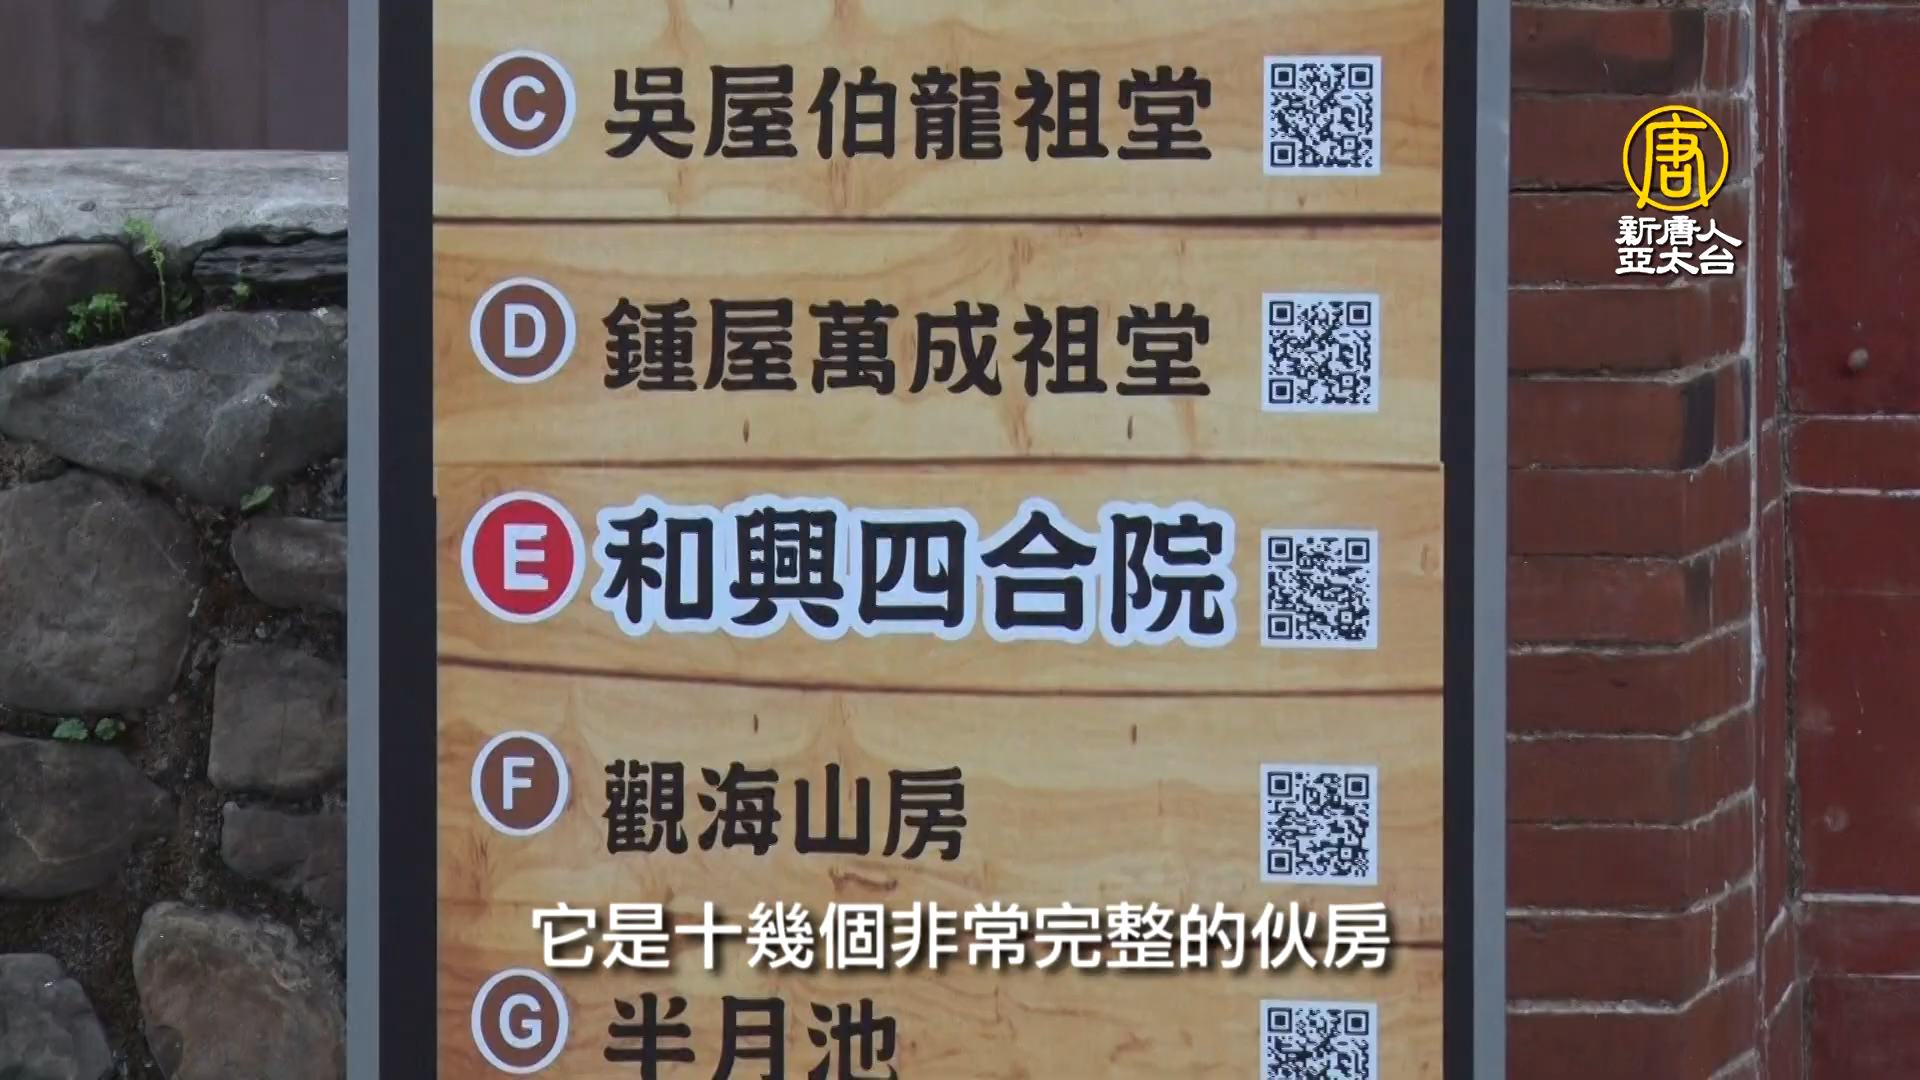 C 吳屋伯龍祖堂
唐
新唐人
亞太台
D 鍾屋萬成祖堂
E 和興四合院
F 觀海山房
它是十幾個非常完整的伙房
G 半月池